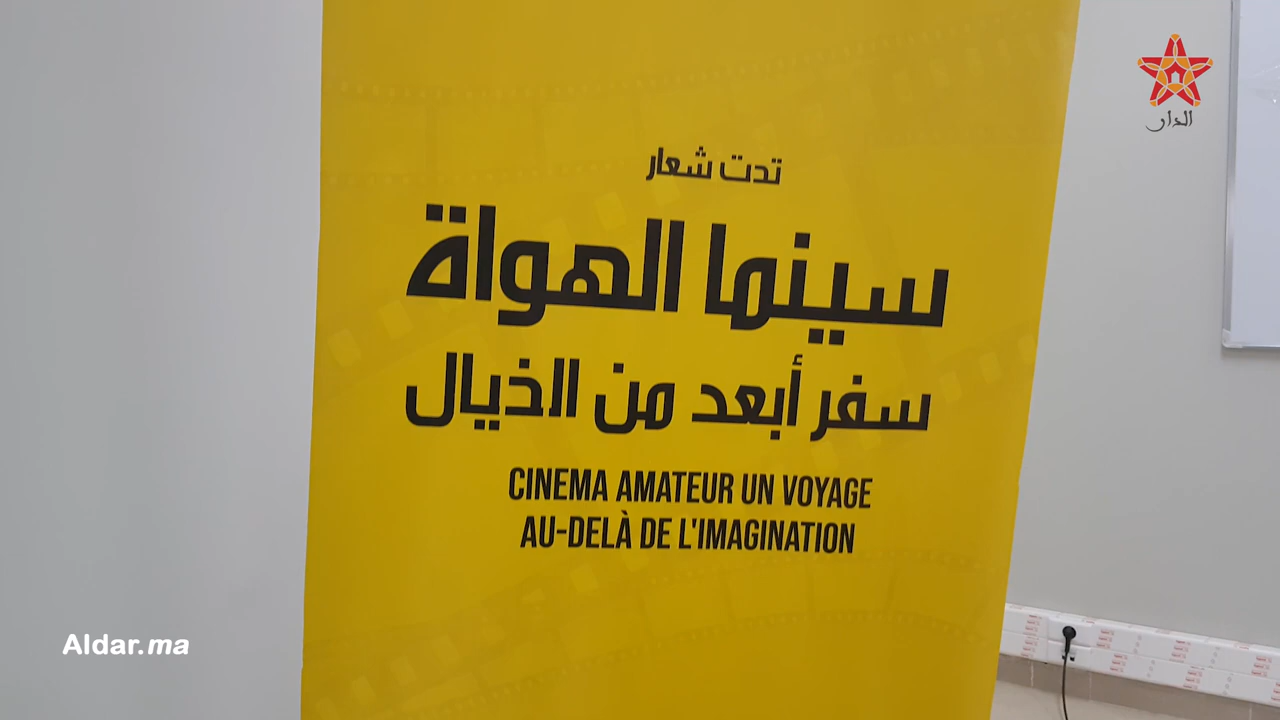 الدار
تحت شعار
سينما الهواة
سفر أبعد من الخيال
CINEMA AMATEUR UN VOYAGE
AU-DELÀ DE L'IMAGINATION
Aldar.ma